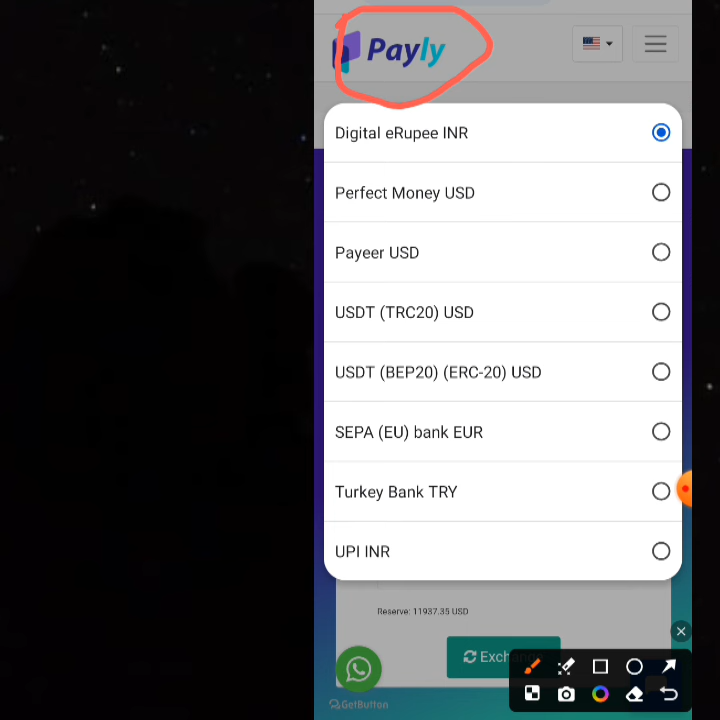 Payly
Digital eRupee INR
Perfect Money USD
Payeer USD
USDT (TRC20) USD
USDT (BEP20) (ERC-20) USD
SEPA (EU) bank EUR
Turkey Bank TRY
UPI INR
Reserve: 11937.35 USD
Exchange
GetButton